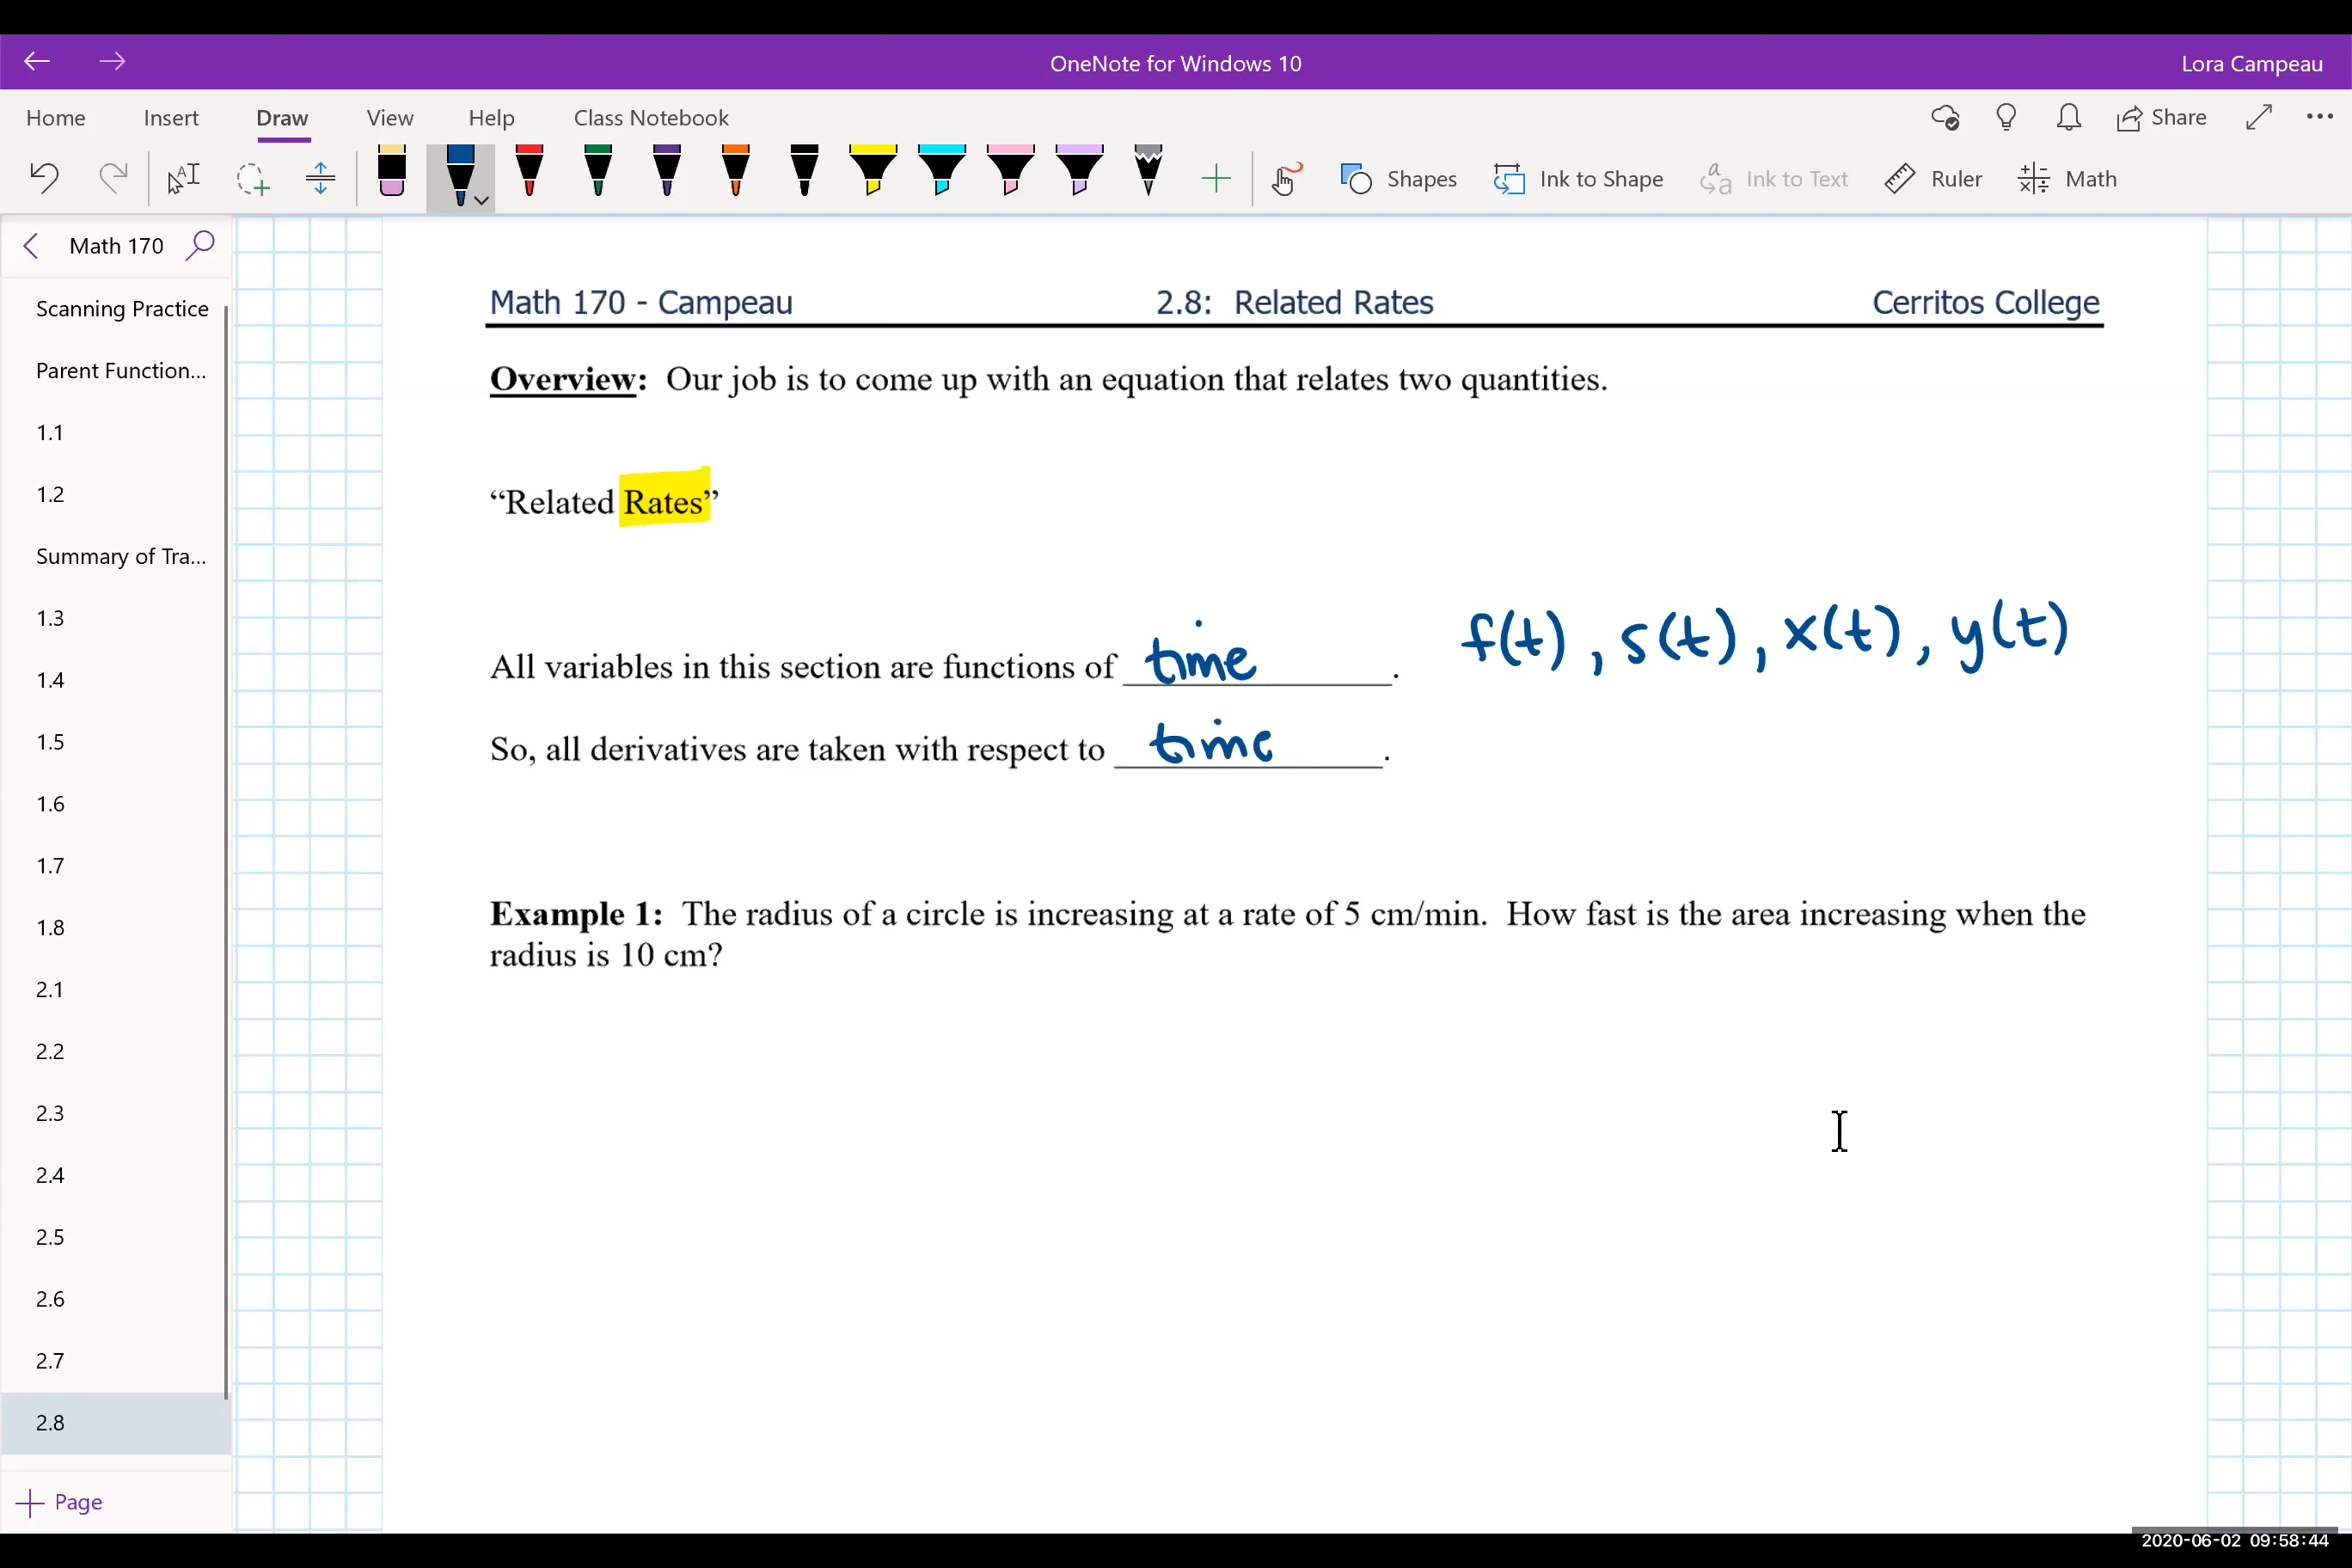 OneNote for Windows 10
Lora Campeau
Home Insert Draw View Help Class Notebook
Share
Shapes Ink to Shape Ink to Text Ruler Math
Math 170
Scanning Practice
Parent Function...
1.1
1.2
Summary of Tra...
1.3
1.4
1.5
1.6
1.7
1.8
2.1
2.2
2.3
2.4
2.5
2.6
2.7
2.8
Page
Math 170 - Campeau 2.8: Related Rates Cerritos College
Overview: Our job is to come up with an equation that relates two quantities.
“Related Rates”
All variables in this section are functions of time. f(t), s(t), x(t), y(t)
So, all derivatives are taken with respect to time.
Example 1: The radius of a circle is increasing at a rate of 5 cm/min. How fast is the area increasing when the
radius is 10 cm?
2020-06-02 09:58:44